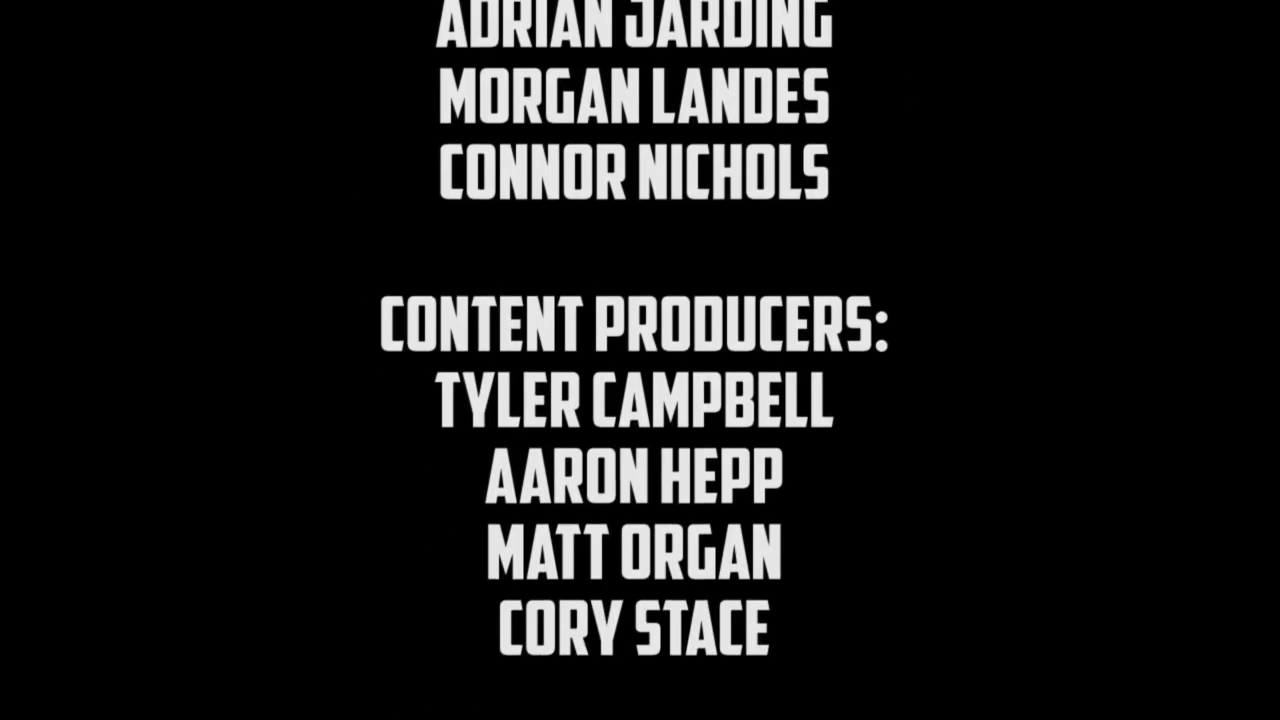 ADRIAN JARDING
MORGAN LANDES
CONNOR NICHOLS
CONTENT PRODUCERS:
TYLER CAMPBELL
AARON HEPP
MATT ORGAN
CORY STACE